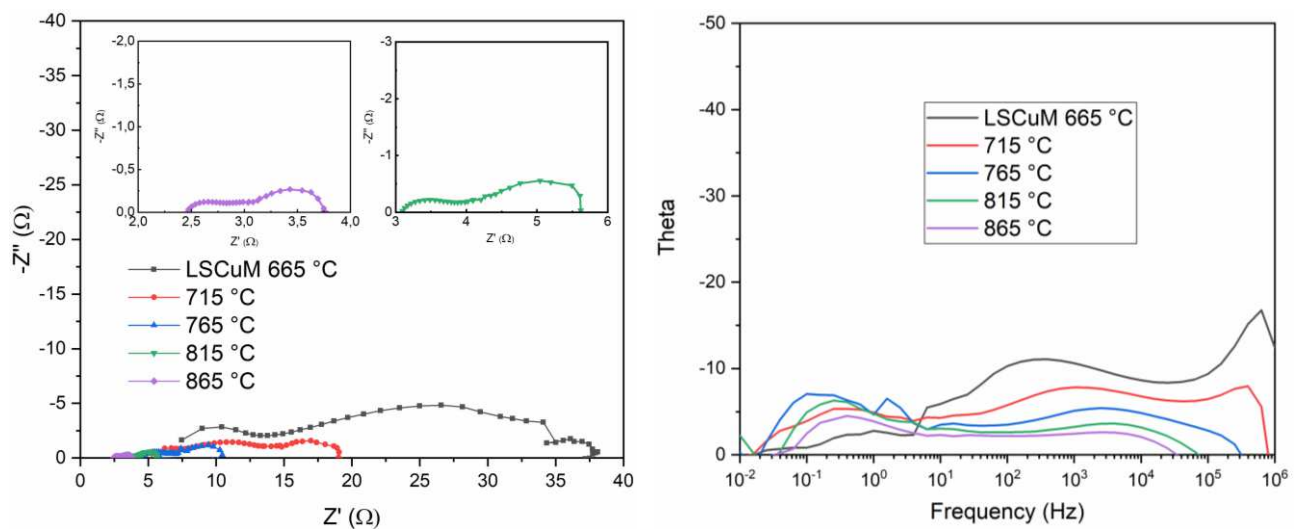 -40
-35
-30
-25
-20
-15
-10
-5
0
-Z'' (Ω)
0 5 10 15 20 25 30 35 40
Z' (Ω)
-2,0
-1,5
-1,0
-0,5
0,0
-Z'' (Ω)
2,0 2,5 3,0 3,5 4,0
Z' (Ω)
-3
-2
-1
0
-Z'' (Ω)
3 4 5 6
Z' (Ω)
LSCuM 665 °C
715 °C
765 °C
815 °C
865 °C
-50
-40
-30
-20
-10
0
Theta
LSCuM 665 °C
715 °C
765 °C
815 °C
865 °C
10⁻² 10⁻¹ 10⁰ 10¹ 10² 10³ 10⁴ 10⁵ 10⁶
Frequency (Hz)